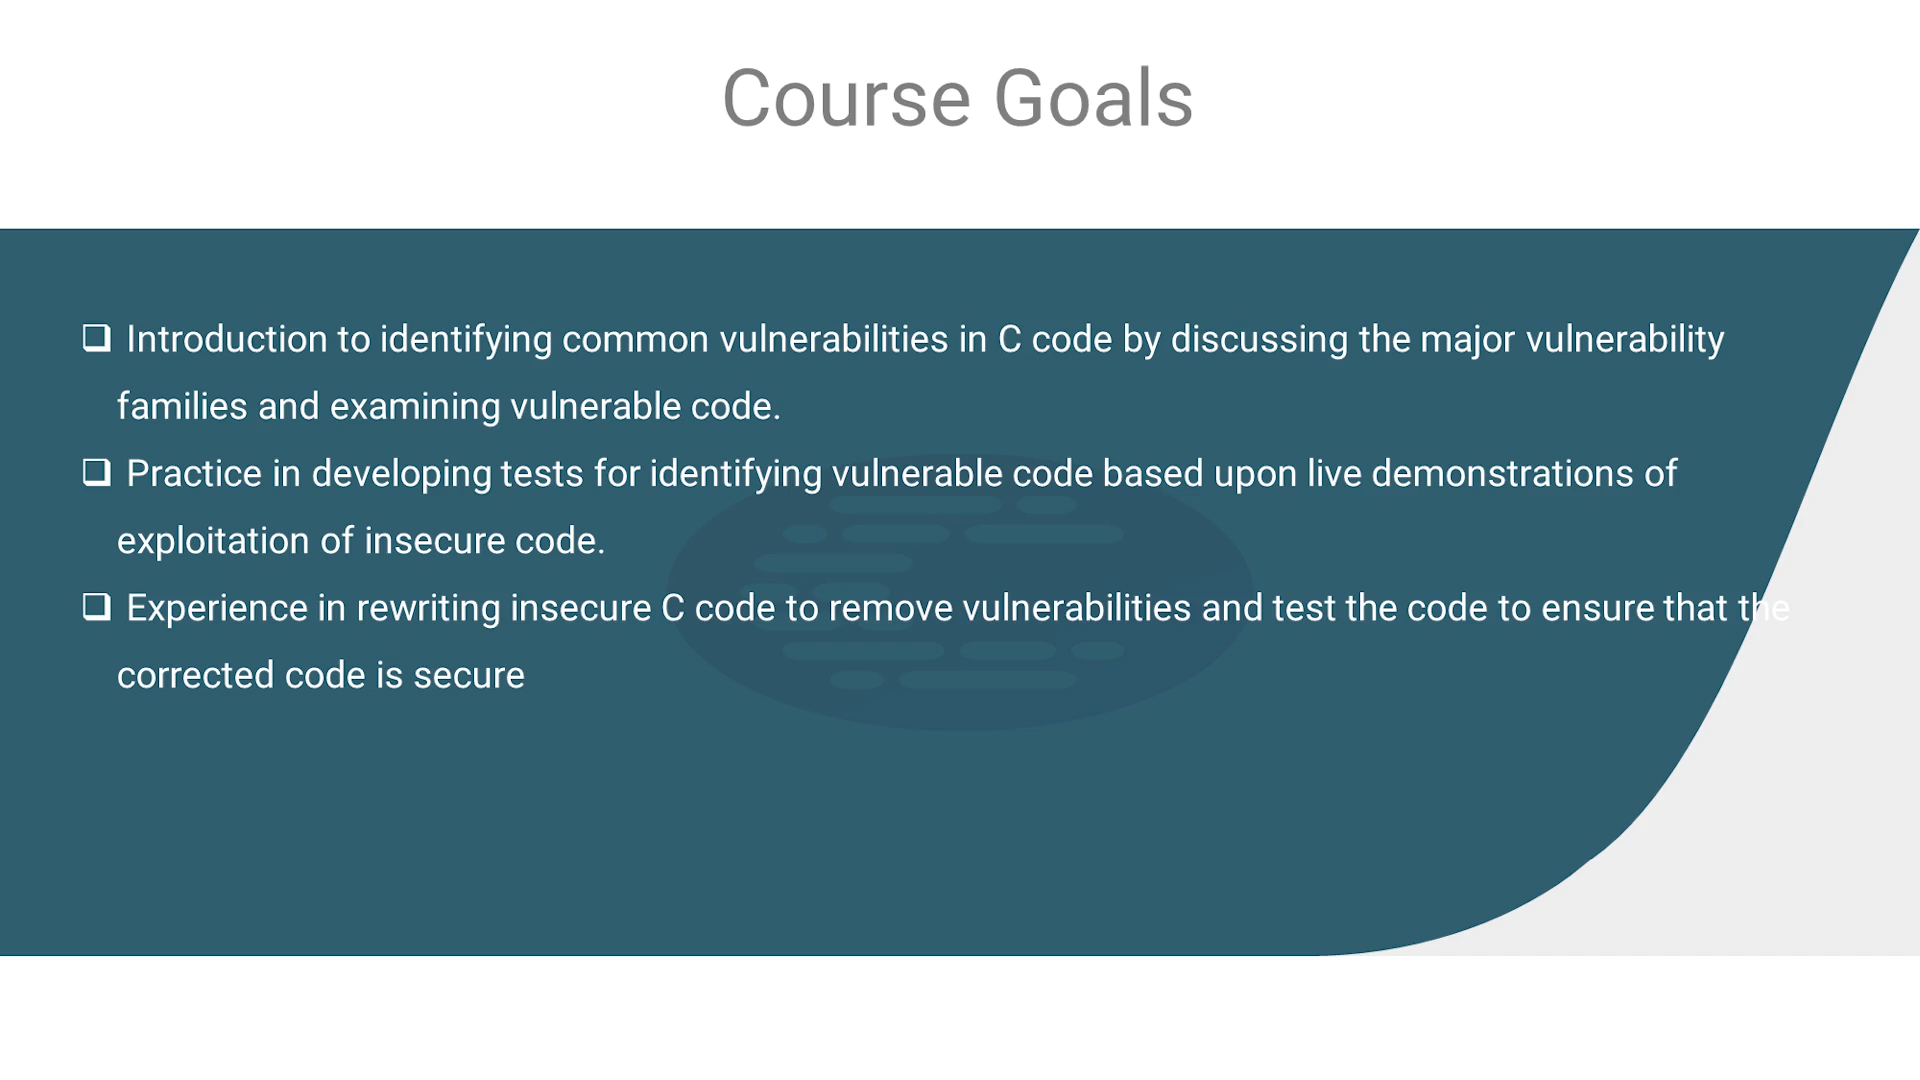 Course Goals
❑ Introduction to identifying common vulnerabilities in C code by discussing the major vulnerability
families and examining vulnerable code.
❑ Practice in developing tests for identifying vulnerable code based upon live demonstrations of
exploitation of insecure code.
❑ Experience in rewriting insecure C code to remove vulnerabilities and test the code to ensure that the
corrected code is secure